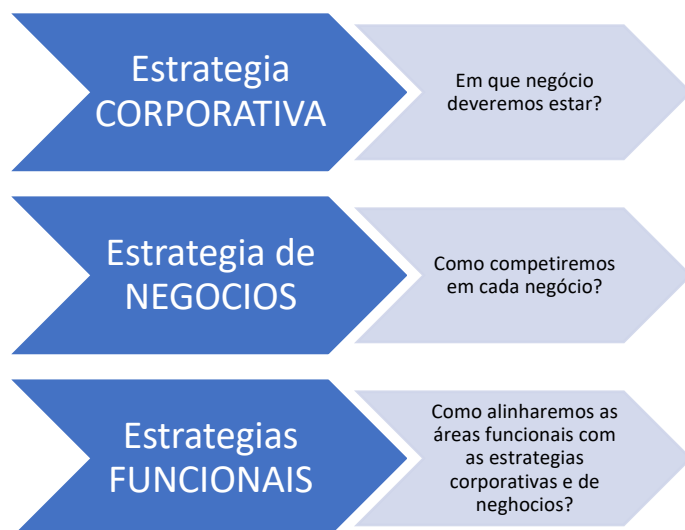 Estrategia
CORPORATIVA
Em que negócio
deveremos estar?
Estrategia de
NEGOCIOS
Como competiremos
em cada negócio?
Estrategias
FUNCIONAIS
Como alinharemos as
áreas funcionais com
as estrategias
corporativas e de
neghocios?